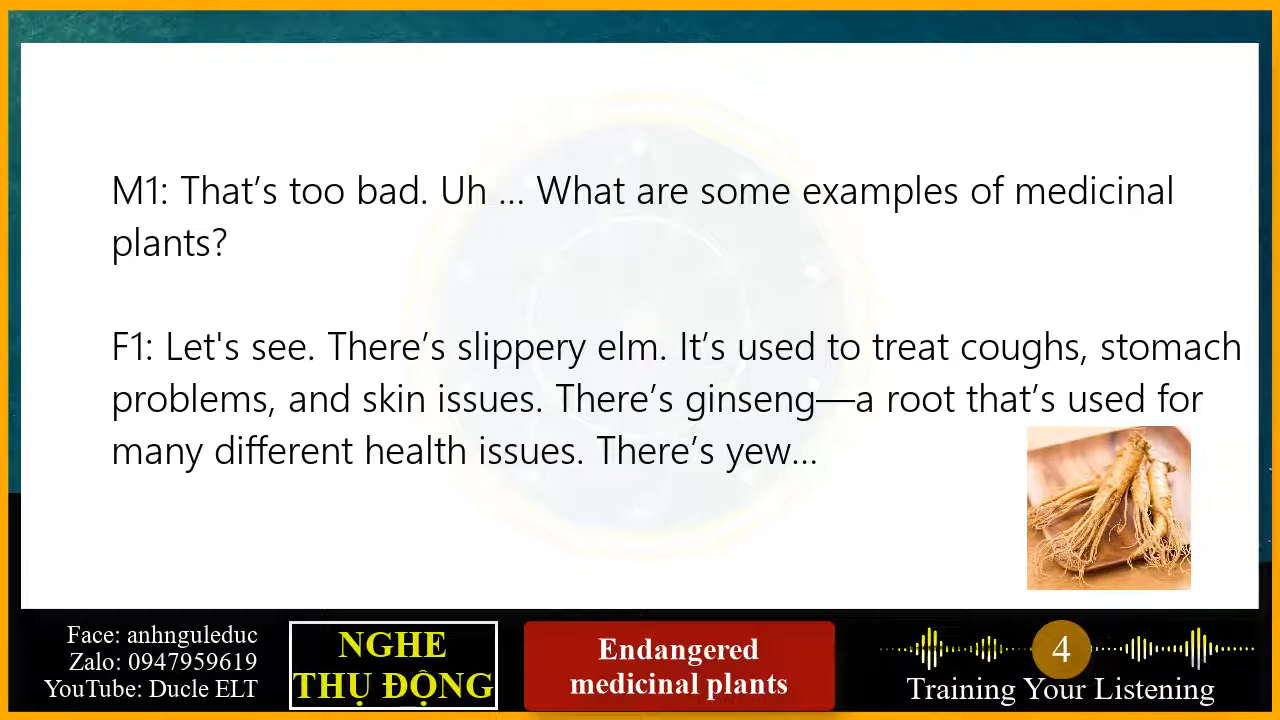 M1: That’s too bad. Uh … What are some examples of medicinal
plants?
F1: Let's see. There’s slippery elm. It’s used to treat coughs, stomach
problems, and skin issues. There’s ginseng—a root that’s used for
many different health issues. There’s yew…
Face: anhnguleduc
Zalo: 0947959619
YouTube: Ducle ELT
NGHE
THỤ ĐỘNG
Endangered
medicinal plants
4
Training Your Listening